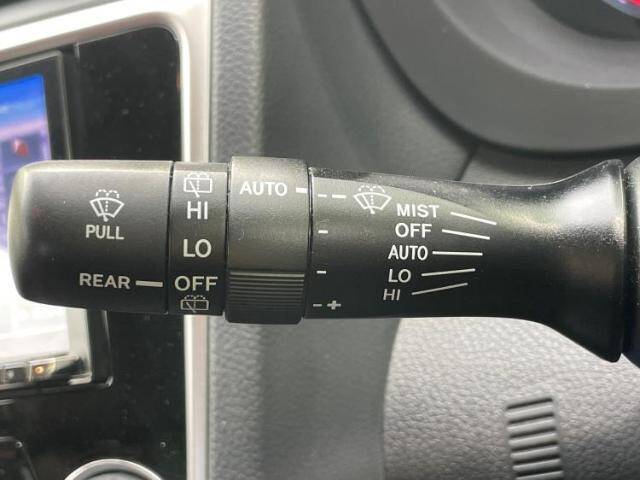 PULL
REAR
HI
LO
OFF
AUTO
- +
MIST
OFF
AUTO
LO
HI